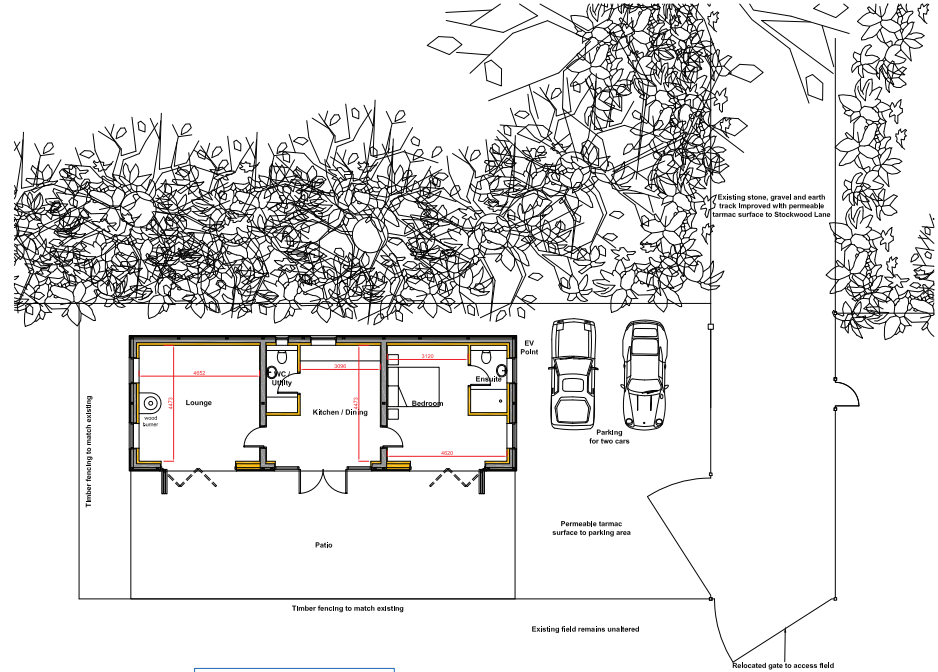 Existing stone, gravel and earth
track improved with permeable
tarmac surface to Stockwood Lane
EV
Point
3120
4652
3096
WC /
Utility
Ensuite
Lounge
4473
Kitchen / Dining
4473
Bedroom
wood
burner
Parking
for two cars
4620
Timber fencing to match existing
Permeable tarmac
surface to parking area
Patio
Timber fencing to match existing
Existing field remains unaltered
Relocated gate to access field